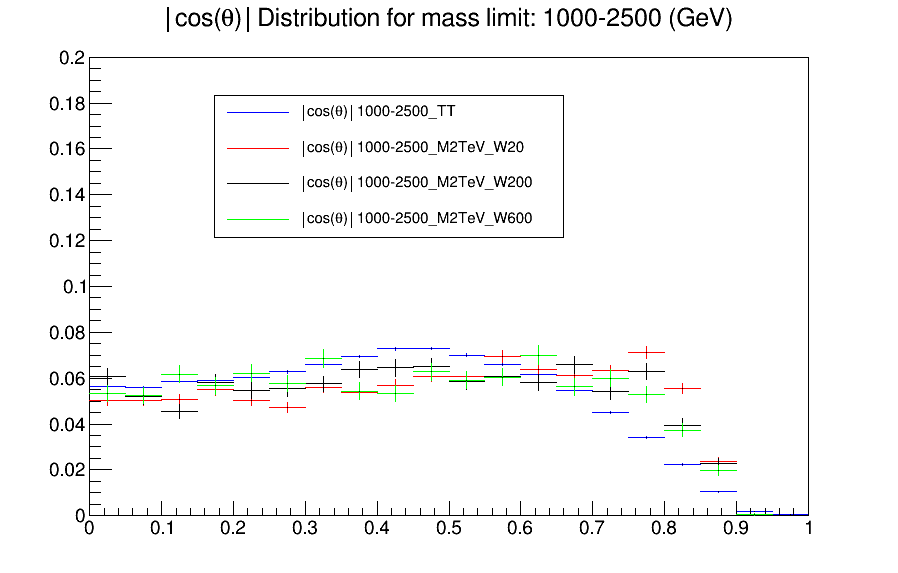 |cos(θ)| Distribution for mass limit: 1000-2500 (GeV)
0.2
|cos(θ)| 1000-2500_TT
0.18
|cos(θ)| 1000-2500_M2TeV_W20
0.16
|cos(θ)| 1000-2500_M2TeV_W200
0.14
|cos(θ)| 1000-2500_M2TeV_W600
0.12
0.1
0.08
0.06
0.04
0.02
0
0 0.1 0.2 0.3 0.4 0.5 0.6 0.7 0.8 0.9 1